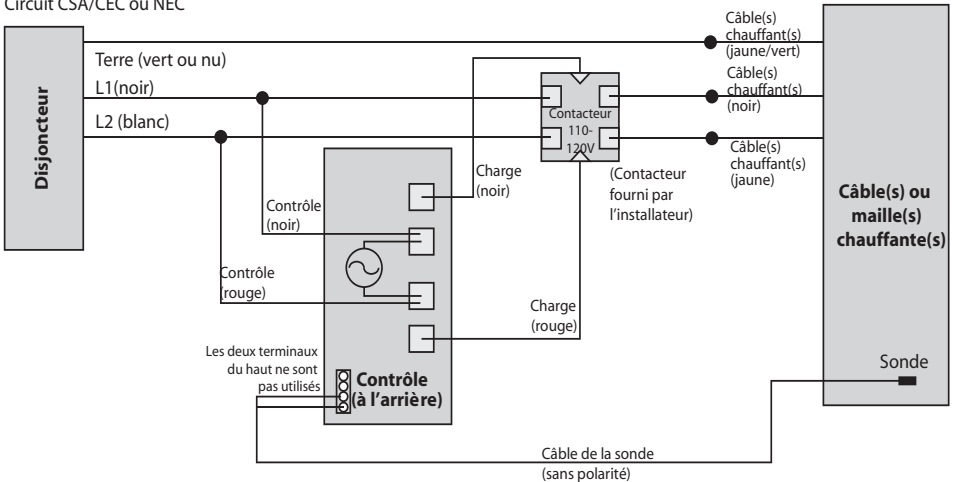 Circuit CSA/CEC ou NEC
Disjoncteur
Terre (vert ou nu)
L1(noir)
L2 (blanc)
Câble(s)
chauffant(s)
(jaune/vert)
Câble(s)
chauffant(s)
(noir)
Câble(s)
chauffant(s)
(jaune)
Contacteur
110-
120V
(Contacteur
fourni par
l’installateur)
Charge
(noir)
Contrôle
(noir)
Contrôle
(rouge)
Charge
(rouge)
Câble(s) ou
maille(s)
chauffante(s)
Les deux terminaux
du haut ne sont
pas utilisés
Contrôle
(à l’arrière)
Sonde
Câble de la sonde
(sans polarité)